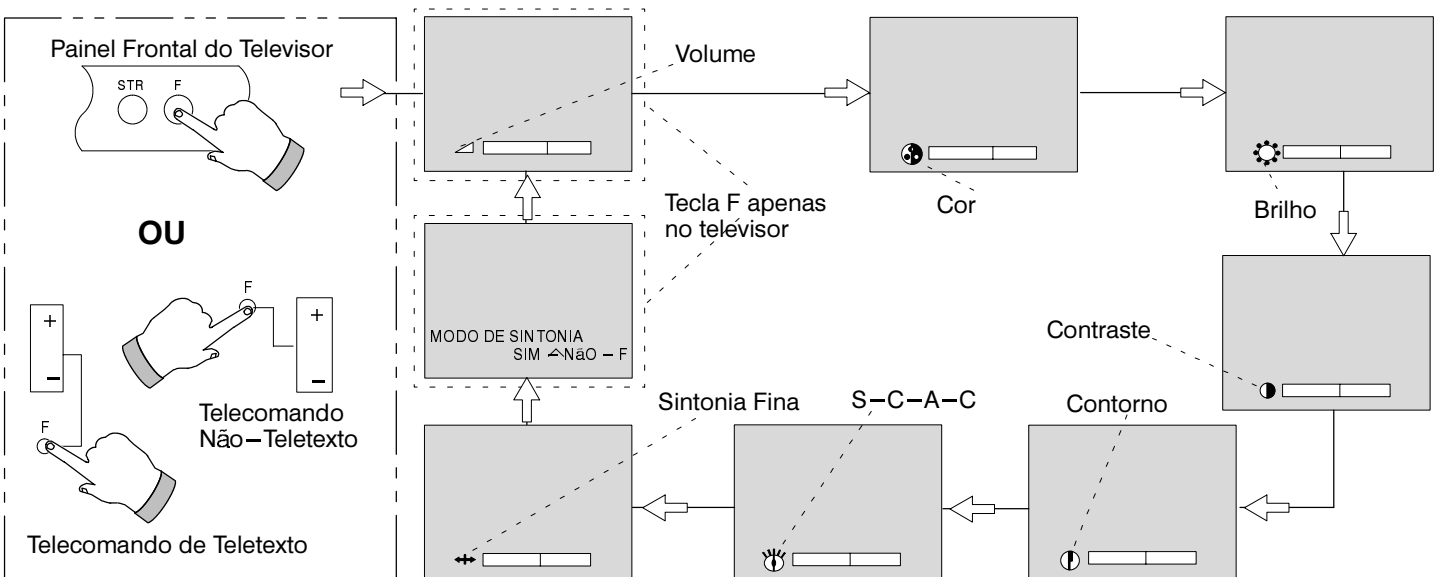 Painel Frontal do Televisor
STR F
OU
F
+
−
+
−
F
Telecomando
Não−Teletexto
Telecomando de Teletexto
Volume
Cor
Brilho
Tecla F apenas
no televisor
MODO DE SINTONIA
SIM NãO − F
Contraste
Sintonia Fina
S−C−A−C
Contorno